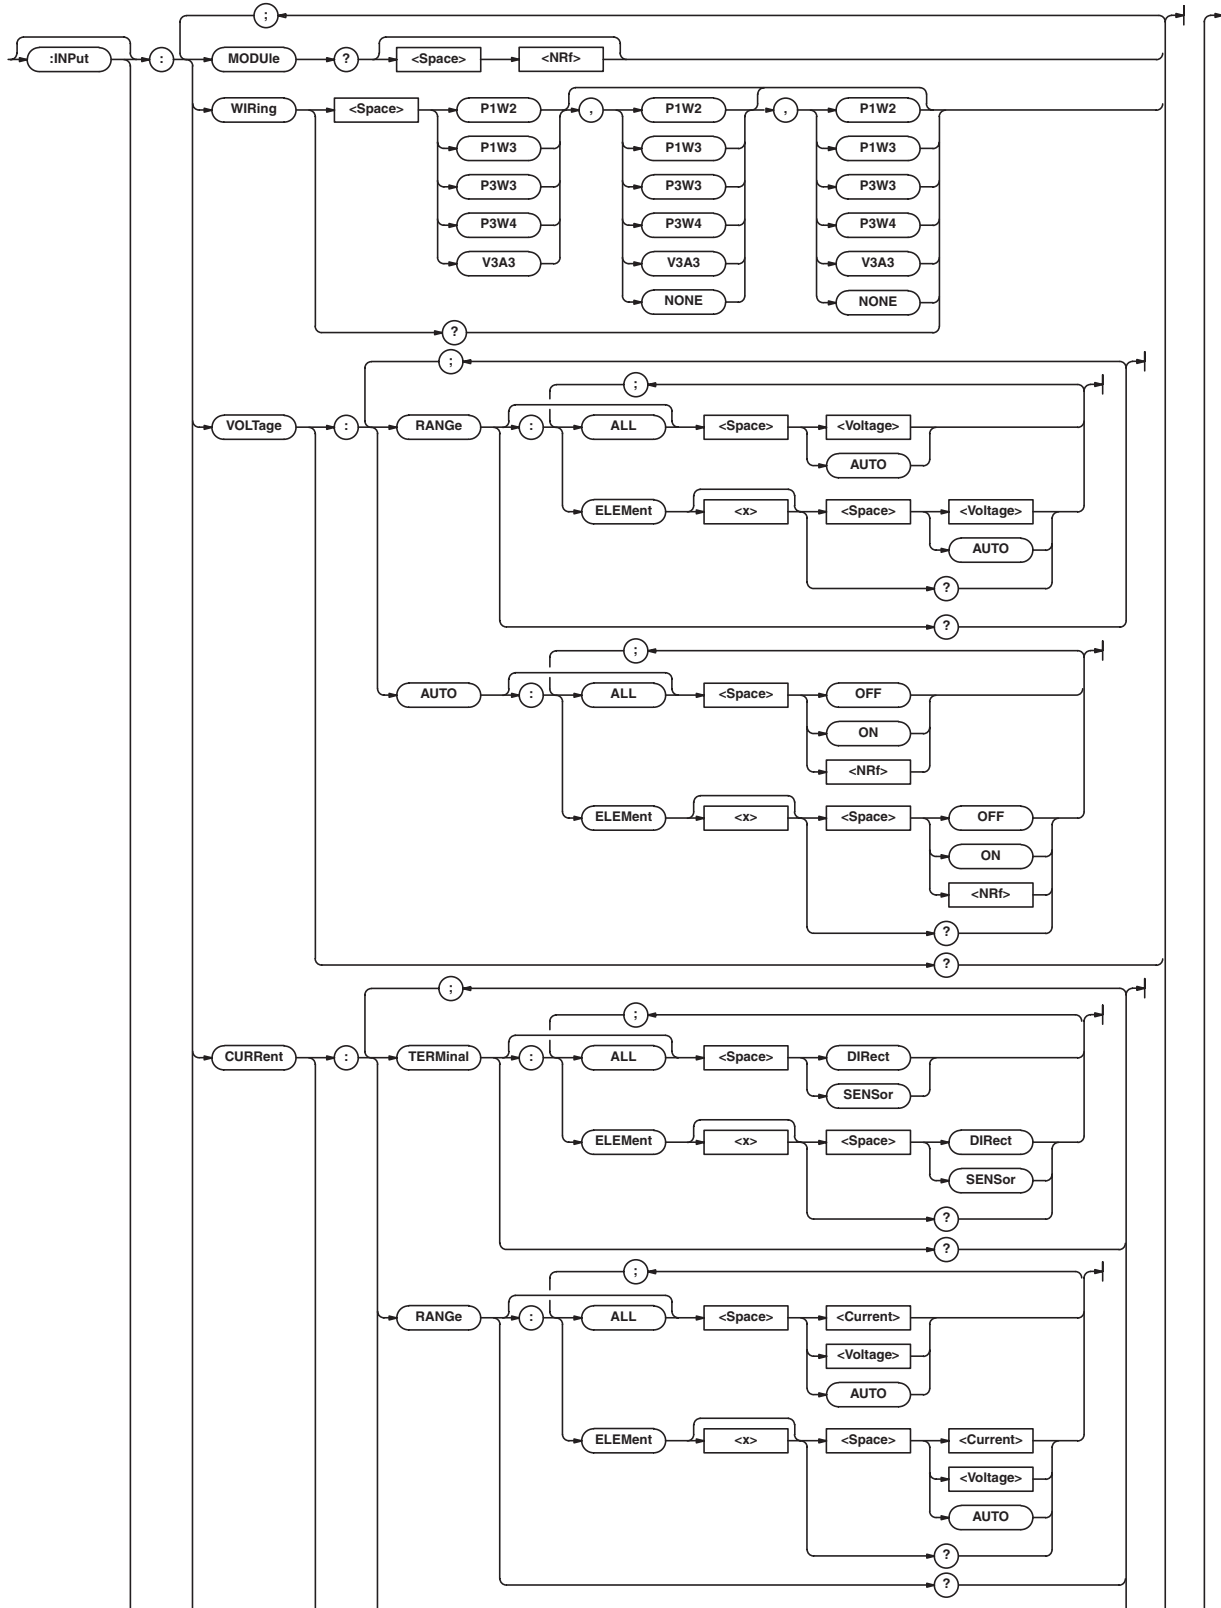 ;
:INPut : MODUle ? <Space> <NRf>
WIRing <Space> P1W2 , P1W2 , P1W2
P1W3 P1W3 P1W3
P3W3 P3W3 P3W3
P3W4 P3W4 P3W4
V3A3 V3A3 V3A3
NONE NONE
?
;
;
VOLTage : RANGe : ALL <Space> <Voltage>
AUTO
ELEMent <x> <Space> <Voltage>
AUTO
?
?
;
AUTO : ALL <Space> OFF
ON
<NRf>
ELEMent <x> <Space> OFF
ON
<NRf>
?
?
;
;
CURRent : TERMinal : ALL <Space> DIRect
SENSor
ELEMent <x> <Space> DIRect
SENSor
?
?
;
RANGe : ALL <Space> <Current>
<Voltage>
AUTO
ELEMent <x> <Space> <Current>
<Voltage>
AUTO
?
?